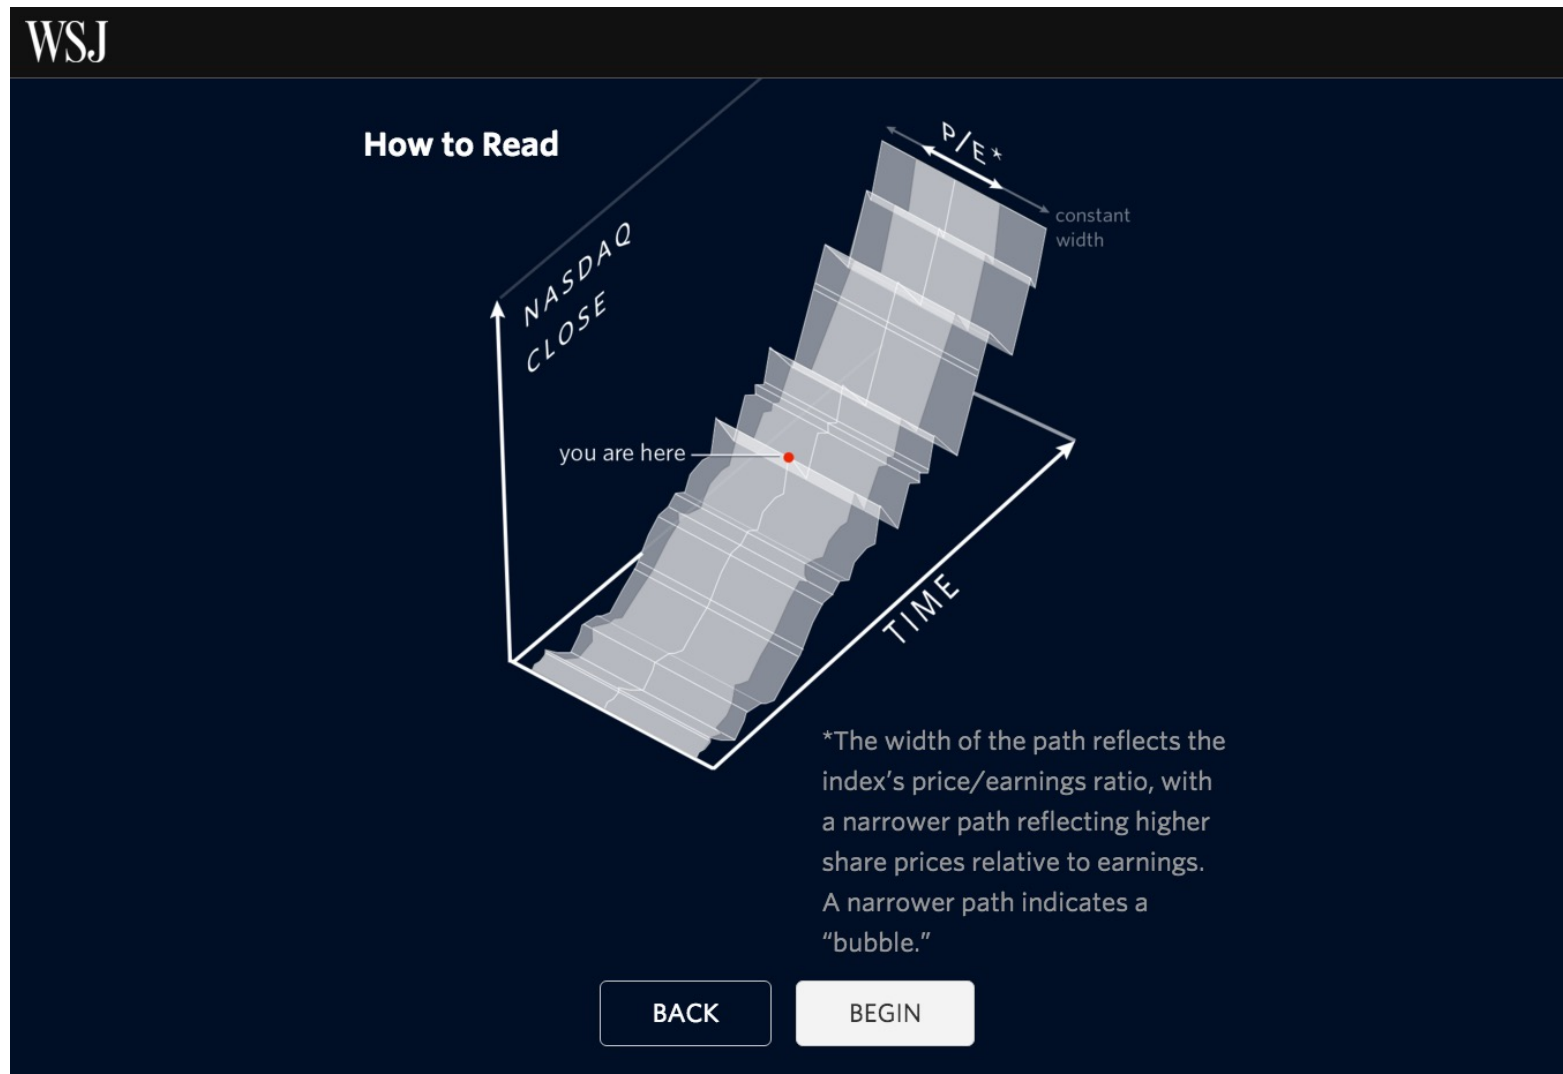 WSJ
How to Read
P/E*
constant
width
NASDAQ
CLOSE
you are here
TIME
*The width of the path reflects the
index’s price/earnings ratio, with
a narrower path reflecting higher
share prices relative to earnings.
A narrower path indicates a
“bubble.”
BACK
BEGIN